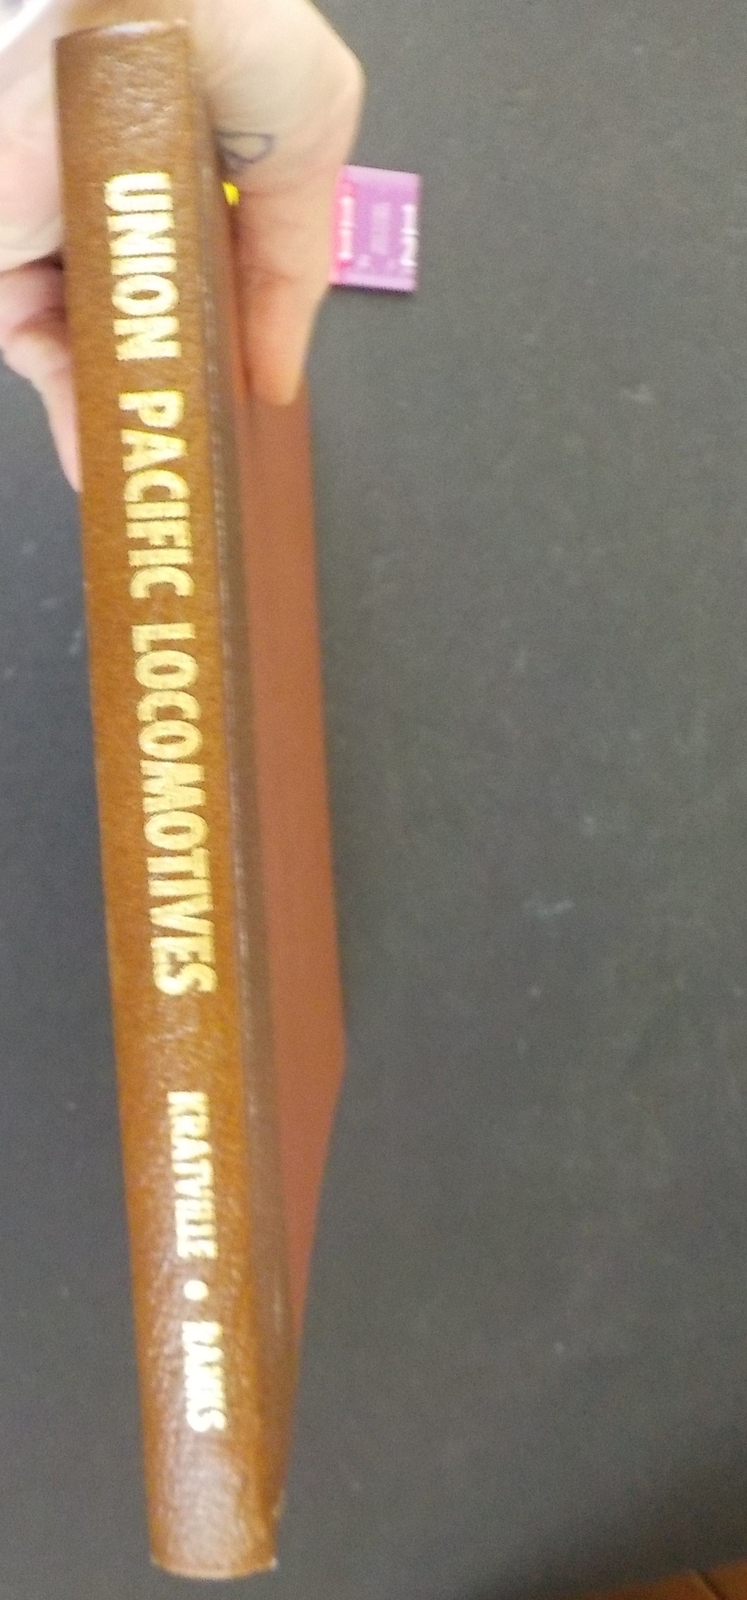 UNION PACIFIC LOCOMOTIVES
KRATVILLE • RANKS